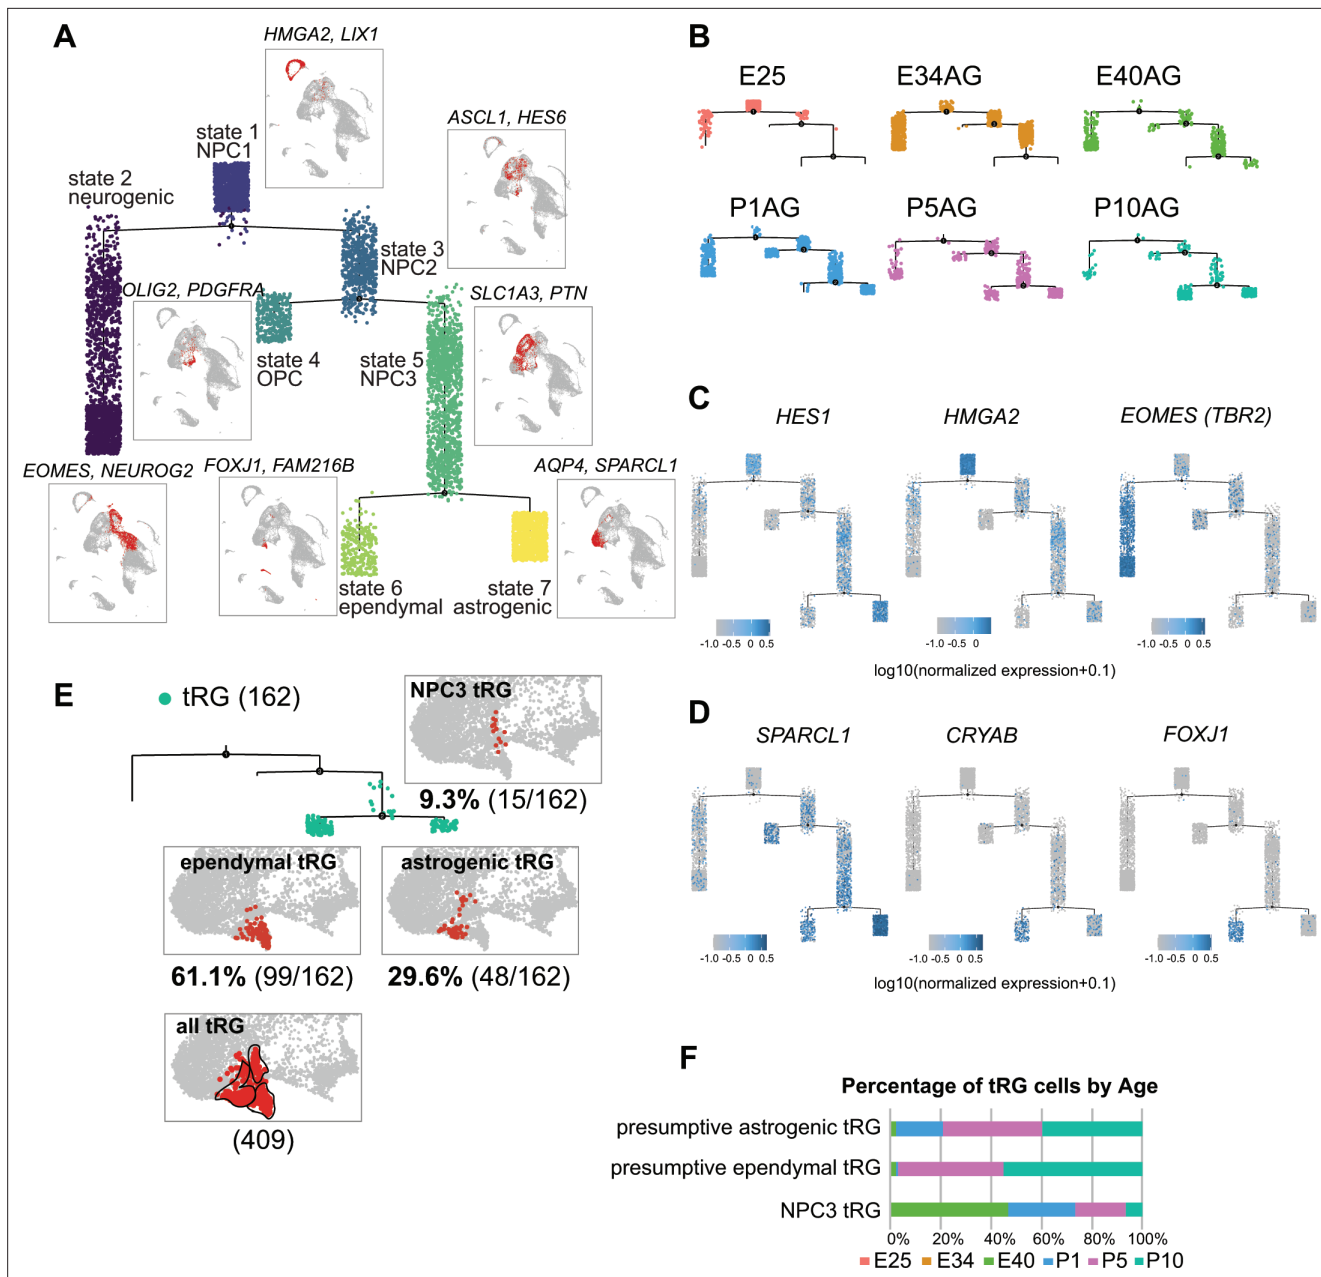 A
HMGA2, LIX1
state 1
NPC1
ASCL1, HES6
state 2
neurogenic
state 3
NPC2
OLIG2, PDGFRA
SLC1A3, PTN
state 4
OPC
state 5
NPC3
EOMES, NEUROG2
FOXJ1, FAM216B
AQP4, SPARCL1
state 6
ependymal
state 7
astrogenic
B
E25
E34AG
E40AG
P1AG
P5AG
P10AG
C
HES1
HMGA2
EOMES (TBR2)
-1.0 -0.5 0 0.5
-1.0 -0.5 0
-1.0 -0.5 0 0.5
log10(normalized expression+0.1)
D
SPARCL1
CRYAB
FOXJ1
-1.0 -0.5 0 0.5
-1.0 -0.5 0 0.5
-1.0 -0.5 0 0.5
log10(normalized expression+0.1)
E
tRG (162)
NPC3 tRG
9.3% (15/162)
ependymal tRG
61.1% (99/162)
astrogenic tRG
29.6% (48/162)
all tRG
(409)
F
Percentage of tRG cells by Age
presumptive astrogenic tRG
presumptive ependymal tRG
NPC3 tRG
0% 20% 40% 60% 80% 100%
E25 E34 E40 P1 P5 P10